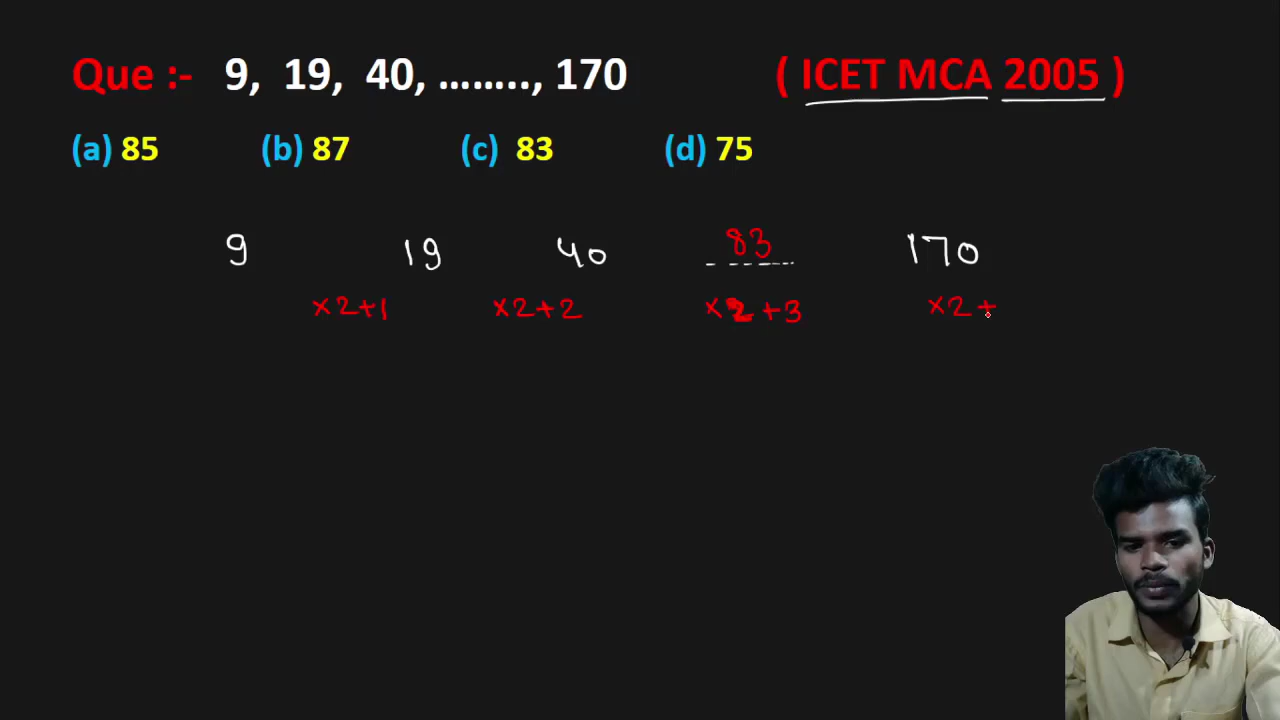 Que :- 9, 19, 40, ........, 170 ( ICET MCA 2005 )
(a) 85 (b) 87 (c) 83 (d) 75
9 19 40 83 170
×2+1 ×2+2 ×2+3 ×2+